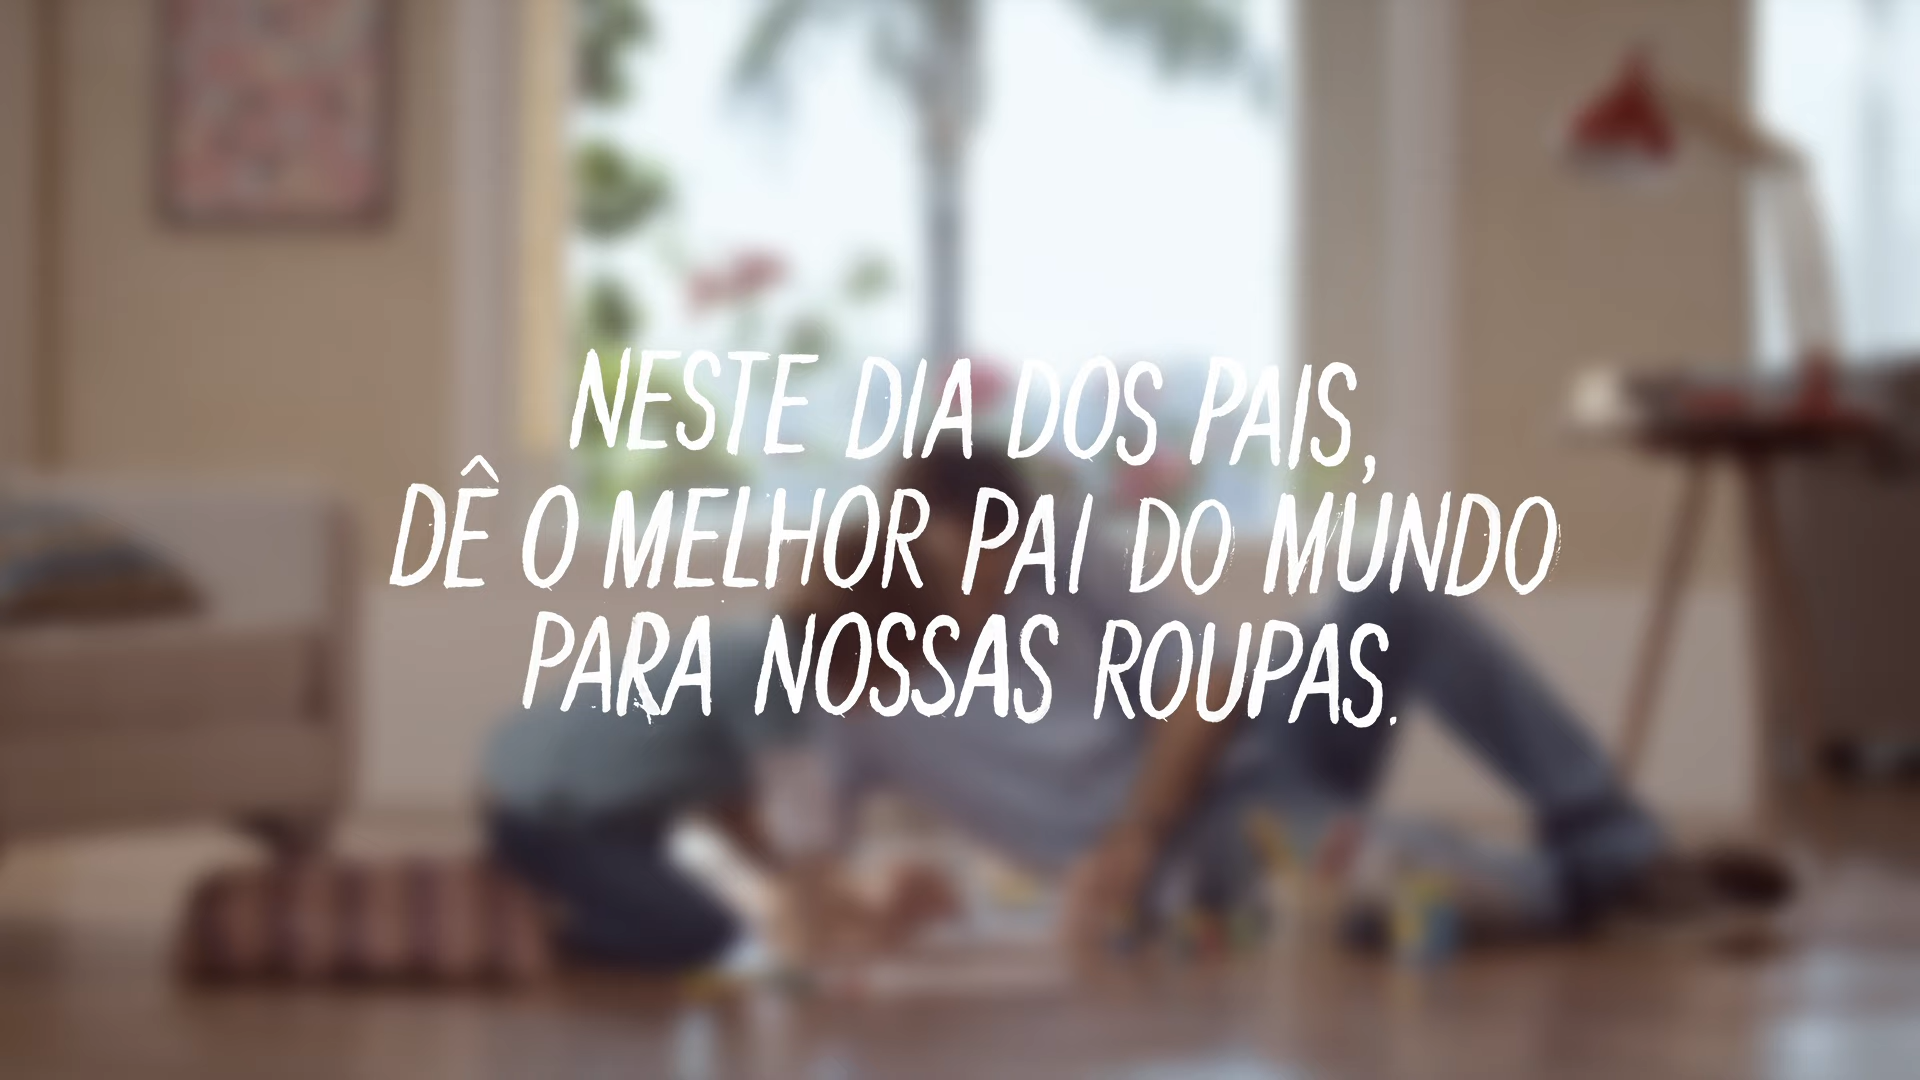 NESTE DIA DOS PAIS,
DÊ O MELHOR PAI DO MUNDO
PARA NOSSAS ROUPAS.